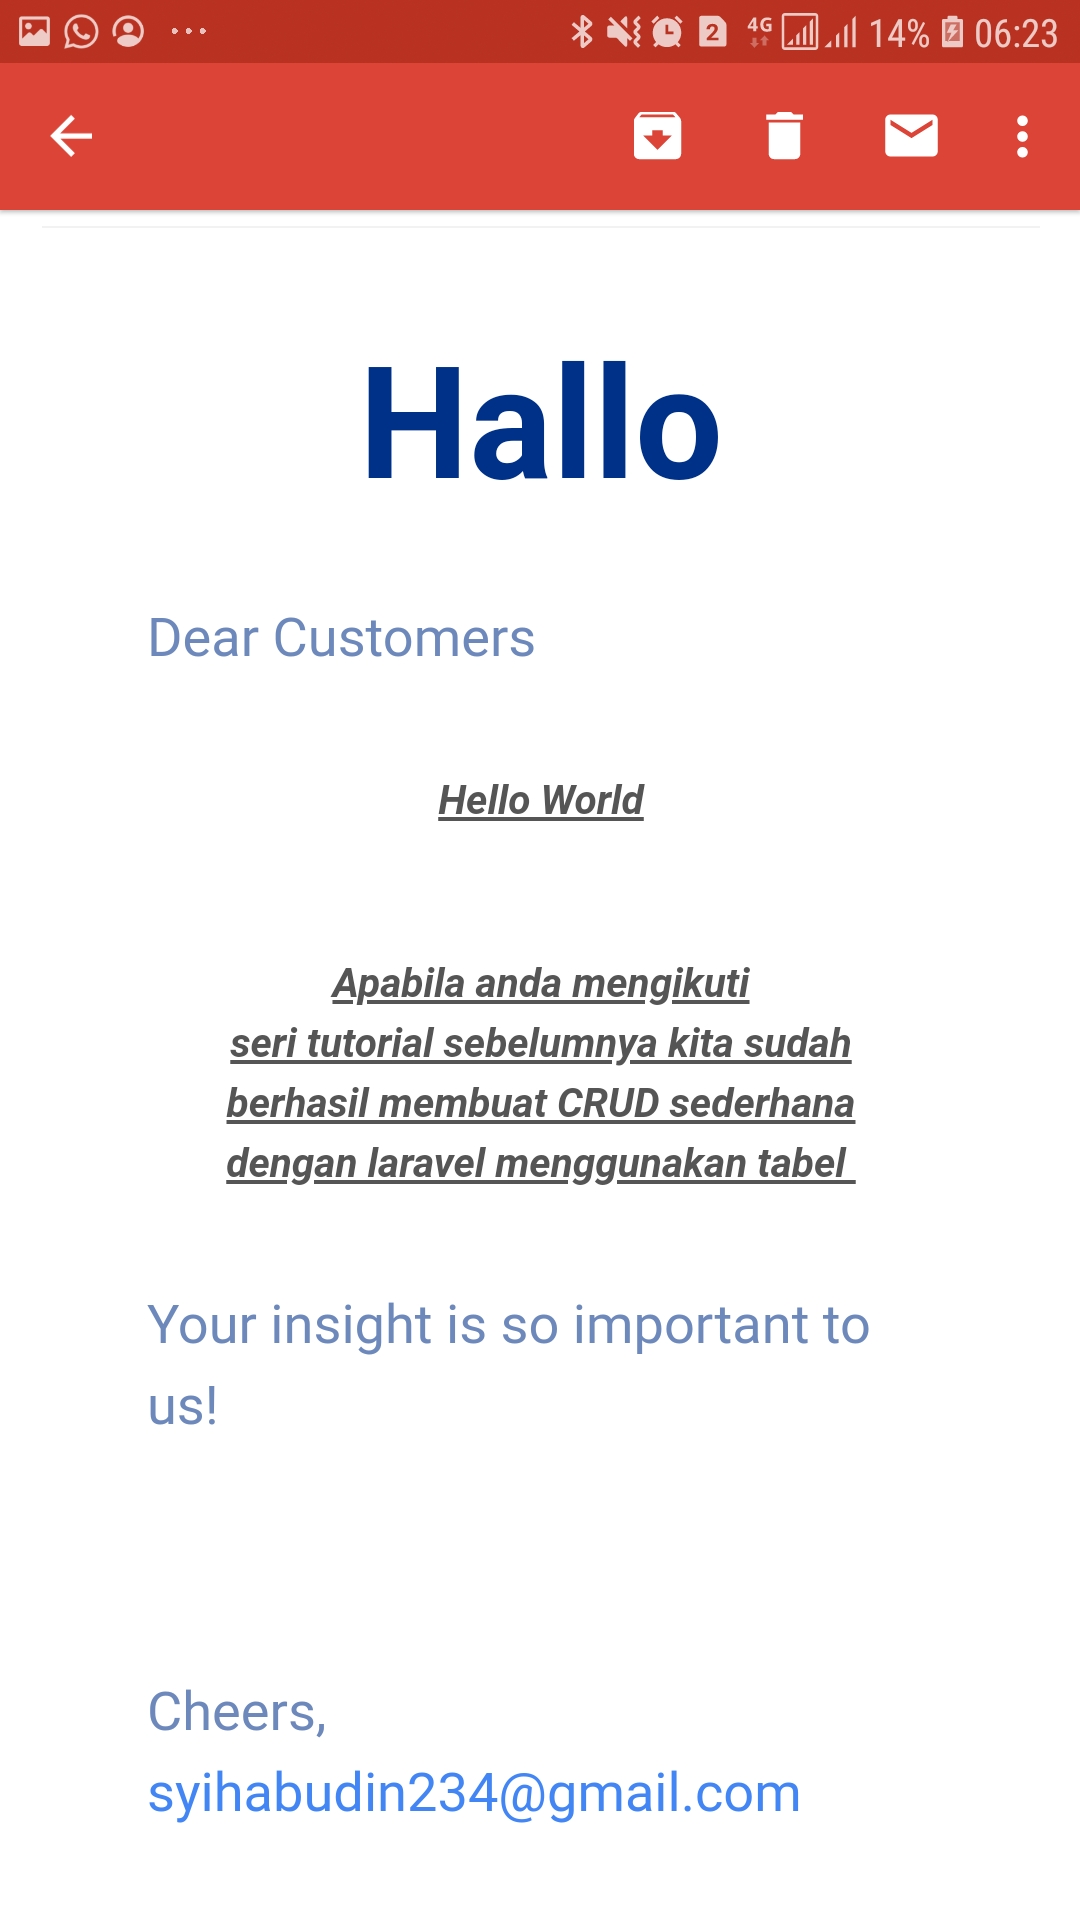 4G
2
14%
06:23
Hallo
Dear Customers
Hello World
Apabila anda mengikuti
seri tutorial sebelumnya kita sudah
berhasil membuat CRUD sederhana
dengan laravel menggunakan tabel
Your insight is so important to
us!
Cheers,
syihabudin234@gmail.com